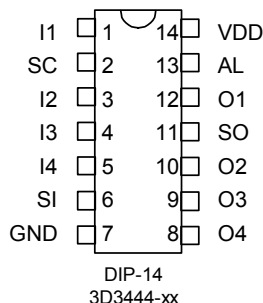 I1 1 14 VDD
SC 2 13 AL
I2 3 12 O1
I3 4 11 SO
I4 5 10 O2
SI 6 9 O3
GND 7 8 O4
DIP-14
3D3444-xx